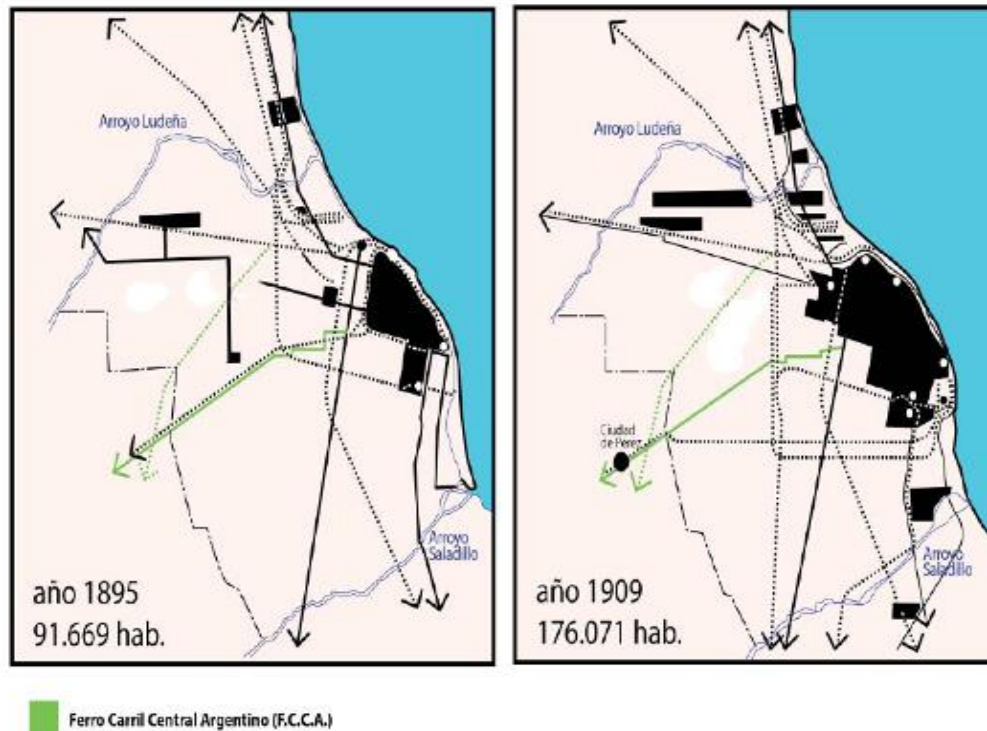 Arroyo Ludeña
Arroyo
Saladillo
año 1895
91.669 hab.
Arroyo Ludeña
Ciudad
de Perez
Arroyo
Saladillo
año 1909
176.071 hab.
Ferro Carril Central Argentino (F.C.C.A.)